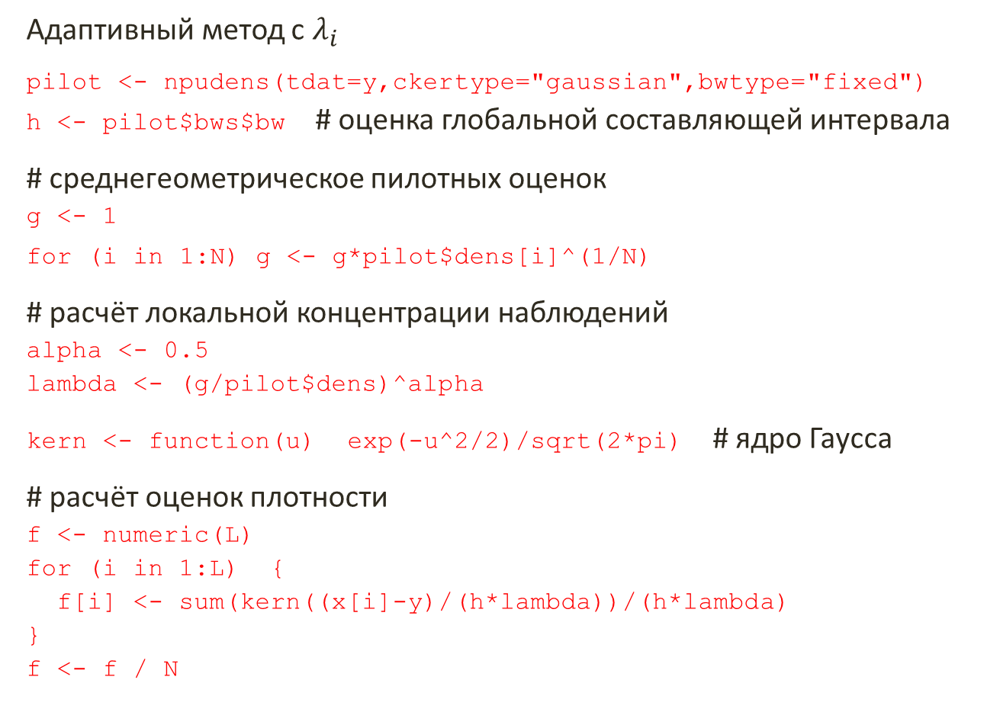 Адаптивный метод с λi
pilot <- npudens(tdat=y,ckertype="gaussian",bwtype="fixed")
h <- pilot$bws$bw # оценка глобальной составляющей интервала
# среднегеометрическое пилотных оценок
g <- 1
for (i in 1:N) g <- g*pilot$dens[i]^(1/N)
# расчёт локальной концентрации наблюдений
alpha <- 0.5
lambda <- (g/pilot$dens)^alpha
kern <- function(u) exp(-u^2/2)/sqrt(2*pi) # ядро Гаусса
# расчёт оценок плотности
f <- numeric(L)
for (i in 1:L) {
f[i] <- sum(kern((x[i]-y)/(h*lambda))/(h*lambda)
}
f <- f / N